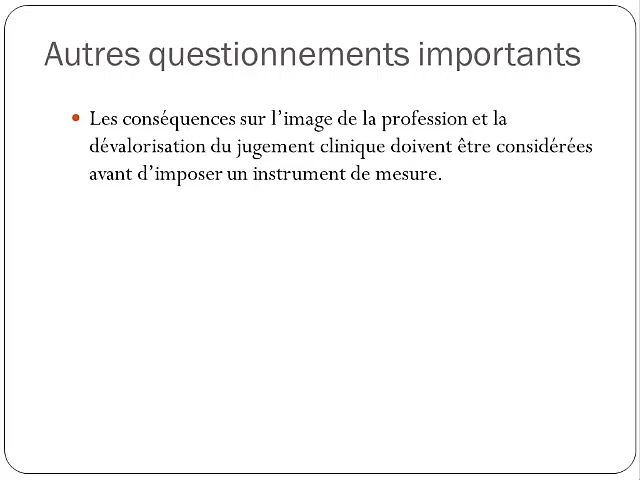 Autres questionnements importants
Les conséquences sur l’image de la profession et la
dévalorisation du jugement clinique doivent être considérées
avant d’imposer un instrument de mesure.